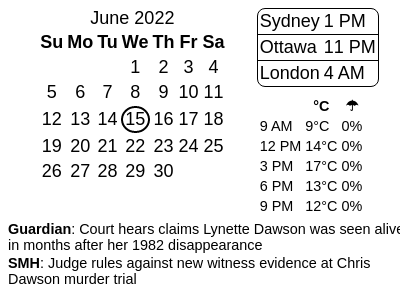 June 2022
Su Mo Tu We Th Fr Sa
1 2 3 4
5 6 7 8 9 10 11
12 13 14 15 16 17 18
19 20 21 22 23 24 25
26 27 28 29 30
Sydney 1 PM
Ottawa 11 PM
London 4 AM
°C ☂
9 AM 9°C 0%
12 PM 14°C 0%
3 PM 17°C 0%
6 PM 13°C 0%
9 PM 12°C 0%
Guardian: Court hears claims Lynette Dawson was seen alive
in months after her 1982 disappearance
SMH: Judge rules against new witness evidence at Chris
Dawson murder trial